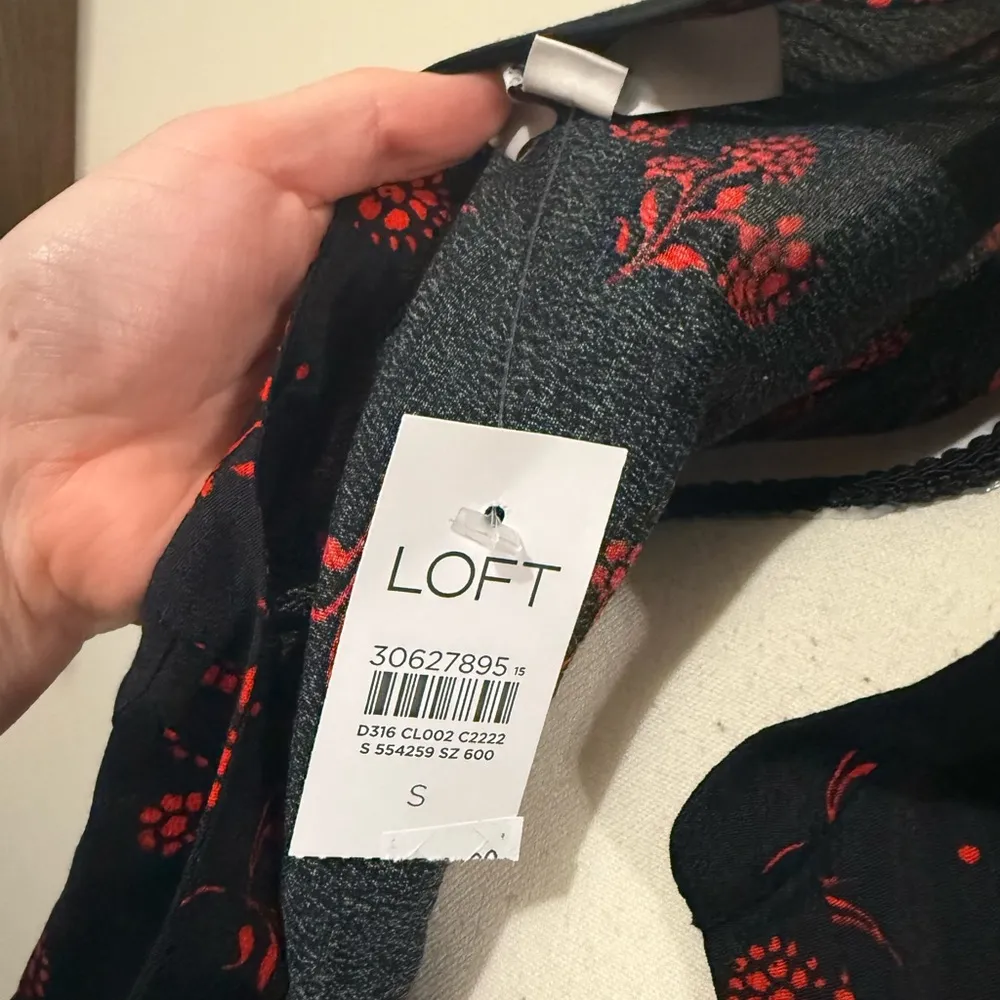 LOFT
30627895 15
D316 CL002 C2222
S 554259 SZ 600
S